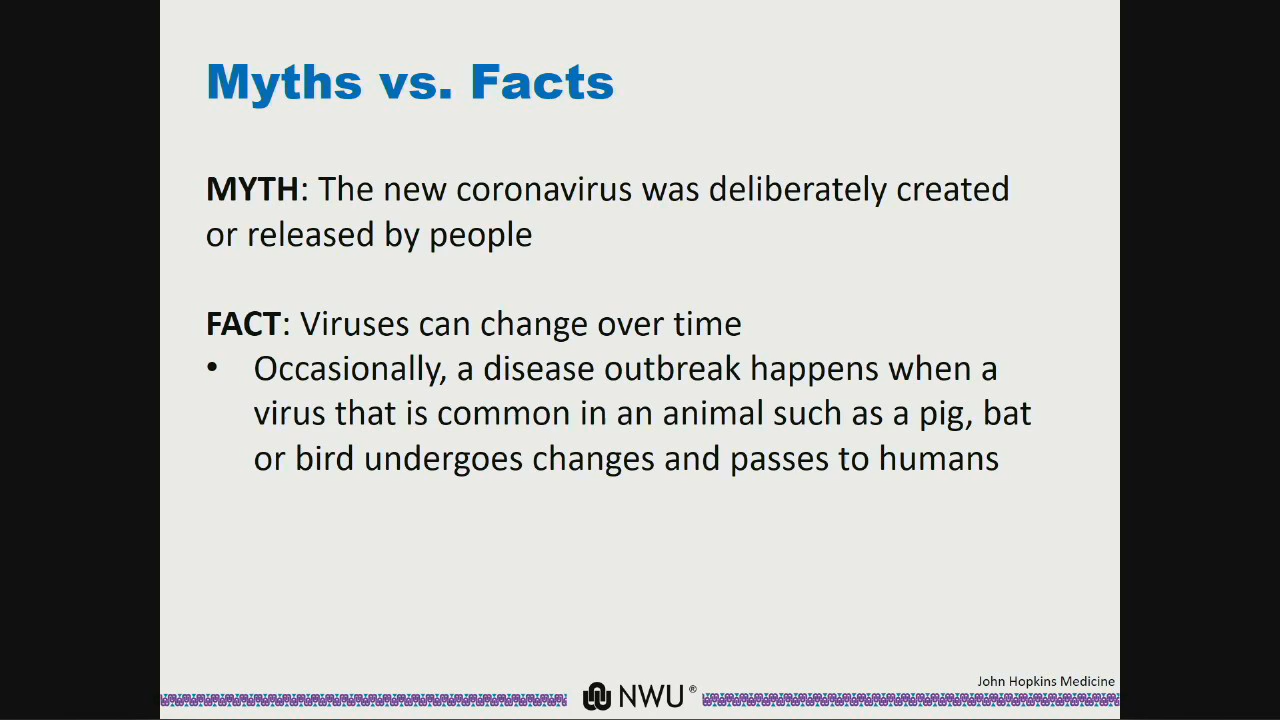 Myths vs. Facts
MYTH: The new coronavirus was deliberately created
or released by people
FACT: Viruses can change over time
• Occasionally, a disease outbreak happens when a
virus that is common in an animal such as a pig, bat
or bird undergoes changes and passes to humans
John Hopkins Medicine
NWU®